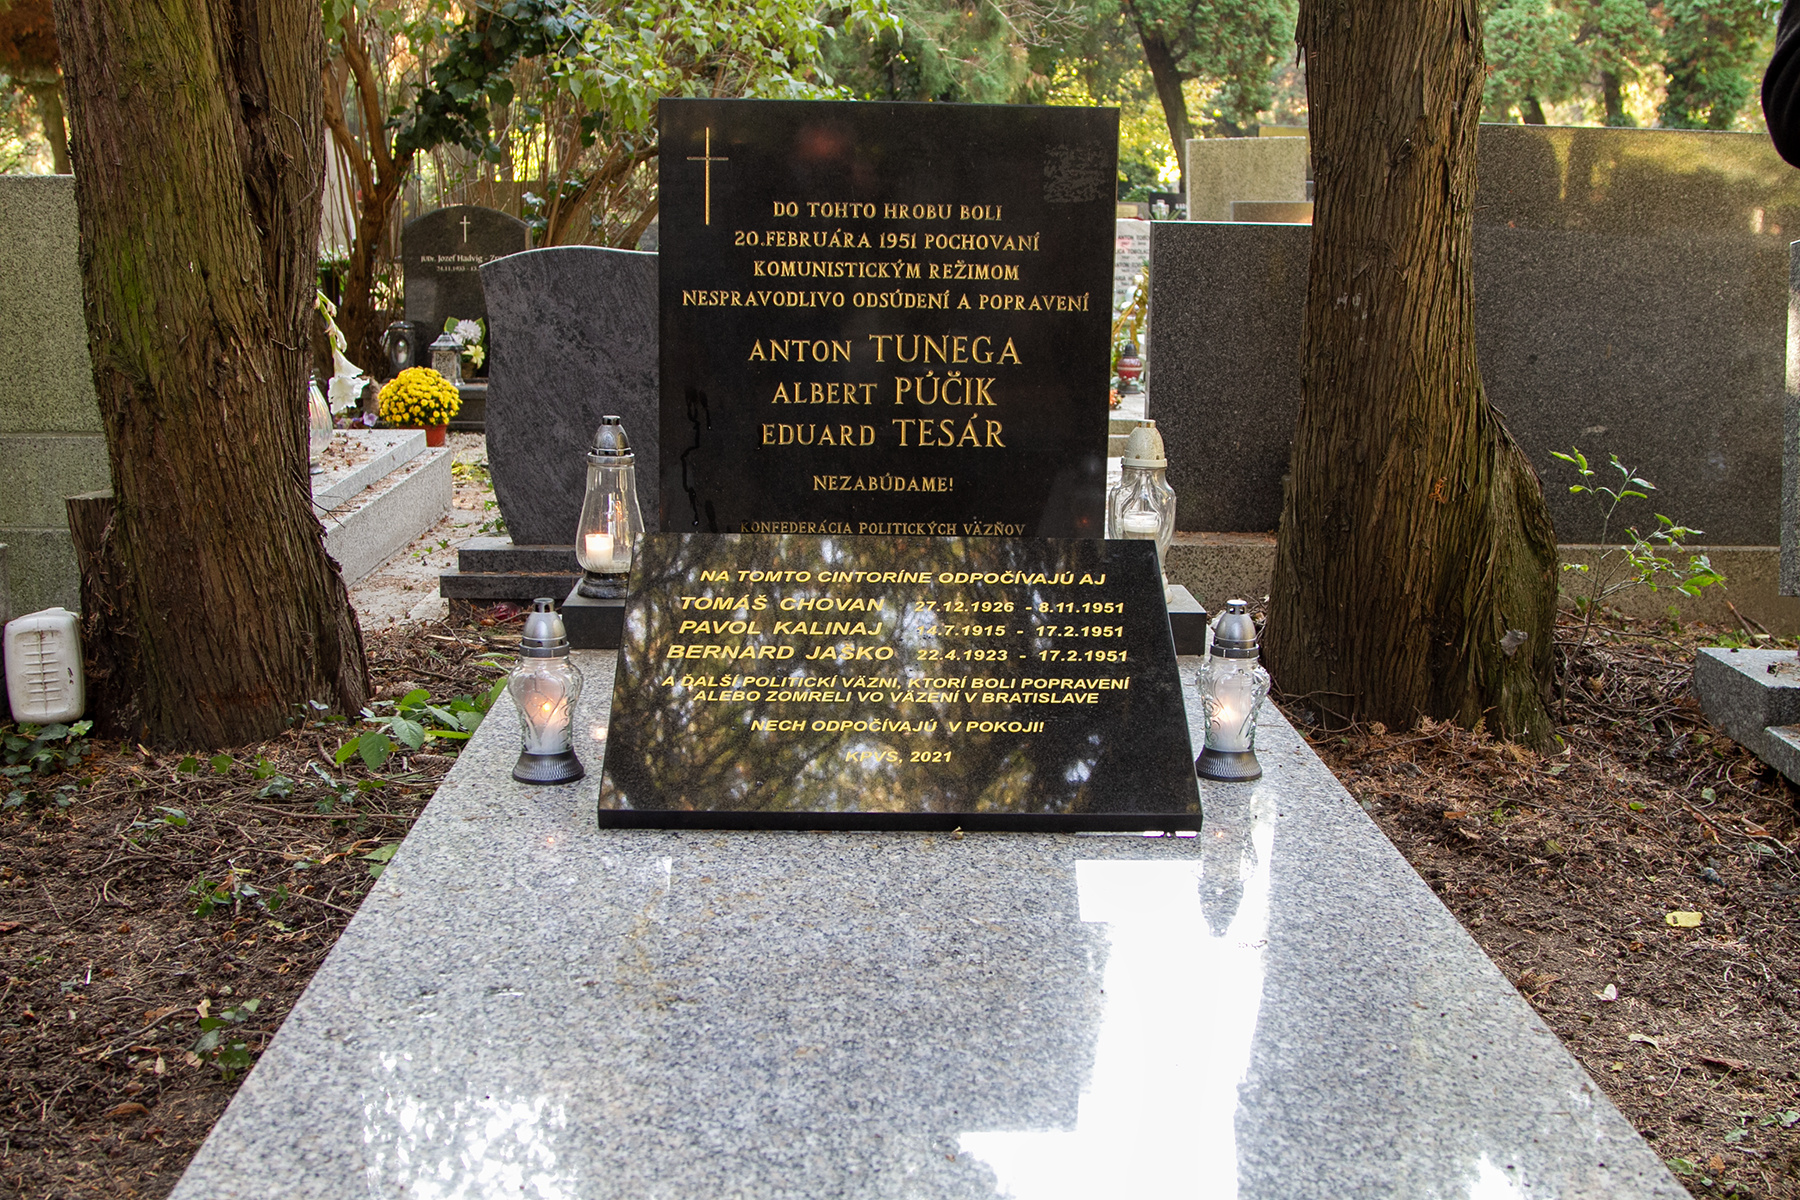 DO TOHTO HROBU BOLI
20.FEBRUÁRA 1951 POCHOVANÍ
KOMUNISTICKÝM REŽIMOM
NESPRAVODLIVO ODSÚDENÍ A POPRAVENÍ
ANTON TUNEGA
ALBERT PÚČIK
EDUARD TESÁR
NEZABÚDAME!
KONFEDERÁCIA POLITICKÝCH VÄZŇOV
NA TOMTO CINTORÍNE ODPOČÍVAJÚ AJ
TOMÁŠ CHOVAN 27.12.1926 - 8.11.1951
PAVOL KALINAJ 14.7.1915 - 17.2.1951
BERNARD JAŠKO 22.4.1923 - 17.2.1951
A ĎALŠÍ POLITICKÍ VÄZNI, KTORÍ BOLI POPRAVENÍ
ALEBO ZOMRELI VO VÄZENÍ V BRATISLAVE
NECH ODPOČÍVAJÚ V POKOJI!
KPVS, 2021
JUDr. Jozef Hadvig